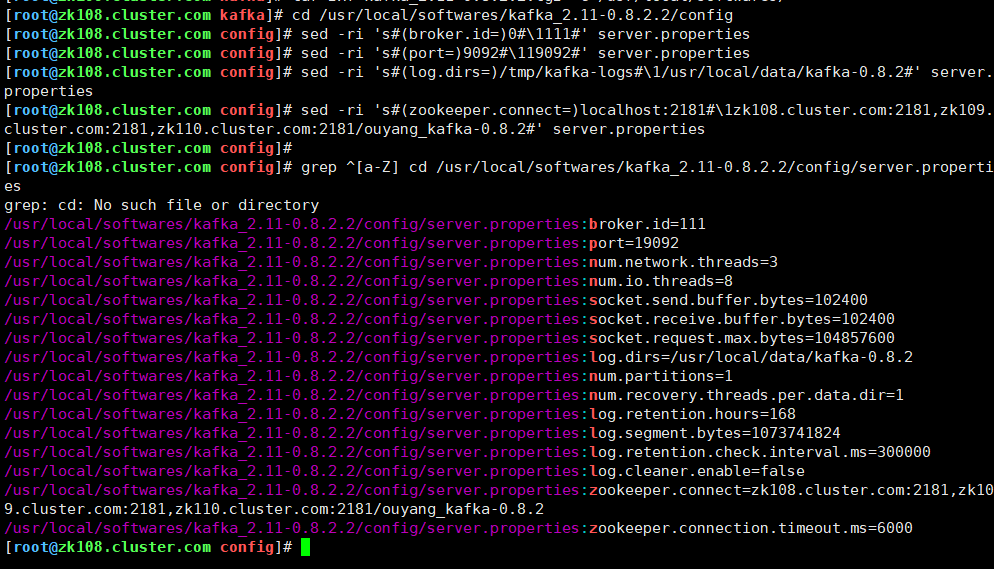 [root@zk108.cluster.com kafka]# cd /usr/local/softwares/kafka_2.11-0.8.2.2/config
[root@zk108.cluster.com config]# sed -ri 's#(broker.id=)0#\1111#' server.properties
[root@zk108.cluster.com config]# sed -ri 's#(port=)9092#\119092#' server.properties
[root@zk108.cluster.com config]# sed -ri 's#(log.dirs=)/tmp/kafka-logs#\1/usr/local/data/kafka-0.8.2#' server.
properties
[root@zk108.cluster.com config]# sed -ri 's#(zookeeper.connect=)localhost:2181#\1zk108.cluster.com:2181,zk109.
cluster.com:2181,zk110.cluster.com:2181/ouyang_kafka-0.8.2#' server.properties
[root@zk108.cluster.com config]#
[root@zk108.cluster.com config]# grep ^[a-Z] cd /usr/local/softwares/kafka_2.11-0.8.2.2/config/server.properti
es
grep: cd: No such file or directory
/usr/local/softwares/kafka_2.11-0.8.2.2/config/server.properties:broker.id=111
/usr/local/softwares/kafka_2.11-0.8.2.2/config/server.properties:port=19092
/usr/local/softwares/kafka_2.11-0.8.2.2/config/server.properties:num.network.threads=3
/usr/local/softwares/kafka_2.11-0.8.2.2/config/server.properties:num.io.threads=8
/usr/local/softwares/kafka_2.11-0.8.2.2/config/server.properties:socket.send.buffer.bytes=102400
/usr/local/softwares/kafka_2.11-0.8.2.2/config/server.properties:socket.receive.buffer.bytes=102400
/usr/local/softwares/kafka_2.11-0.8.2.2/config/server.properties:socket.request.max.bytes=104857600
/usr/local/softwares/kafka_2.11-0.8.2.2/config/server.properties:log.dirs=/usr/local/data/kafka-0.8.2
/usr/local/softwares/kafka_2.11-0.8.2.2/config/server.properties:num.partitions=1
/usr/local/softwares/kafka_2.11-0.8.2.2/config/server.properties:num.recovery.threads.per.data.dir=1
/usr/local/softwares/kafka_2.11-0.8.2.2/config/server.properties:log.retention.hours=168
/usr/local/softwares/kafka_2.11-0.8.2.2/config/server.properties:log.segment.bytes=1073741824
/usr/local/softwares/kafka_2.11-0.8.2.2/config/server.properties:log.retention.check.interval.ms=300000
/usr/local/softwares/kafka_2.11-0.8.2.2/config/server.properties:log.cleaner.enable=false
/usr/local/softwares/kafka_2.11-0.8.2.2/config/server.properties:zookeeper.connect=zk108.cluster.com:2181,zk10
9.cluster.com:2181,zk110.cluster.com:2181/ouyang_kafka-0.8.2
/usr/local/softwares/kafka_2.11-0.8.2.2/config/server.properties:zookeeper.connection.timeout.ms=6000
[root@zk108.cluster.com config]#